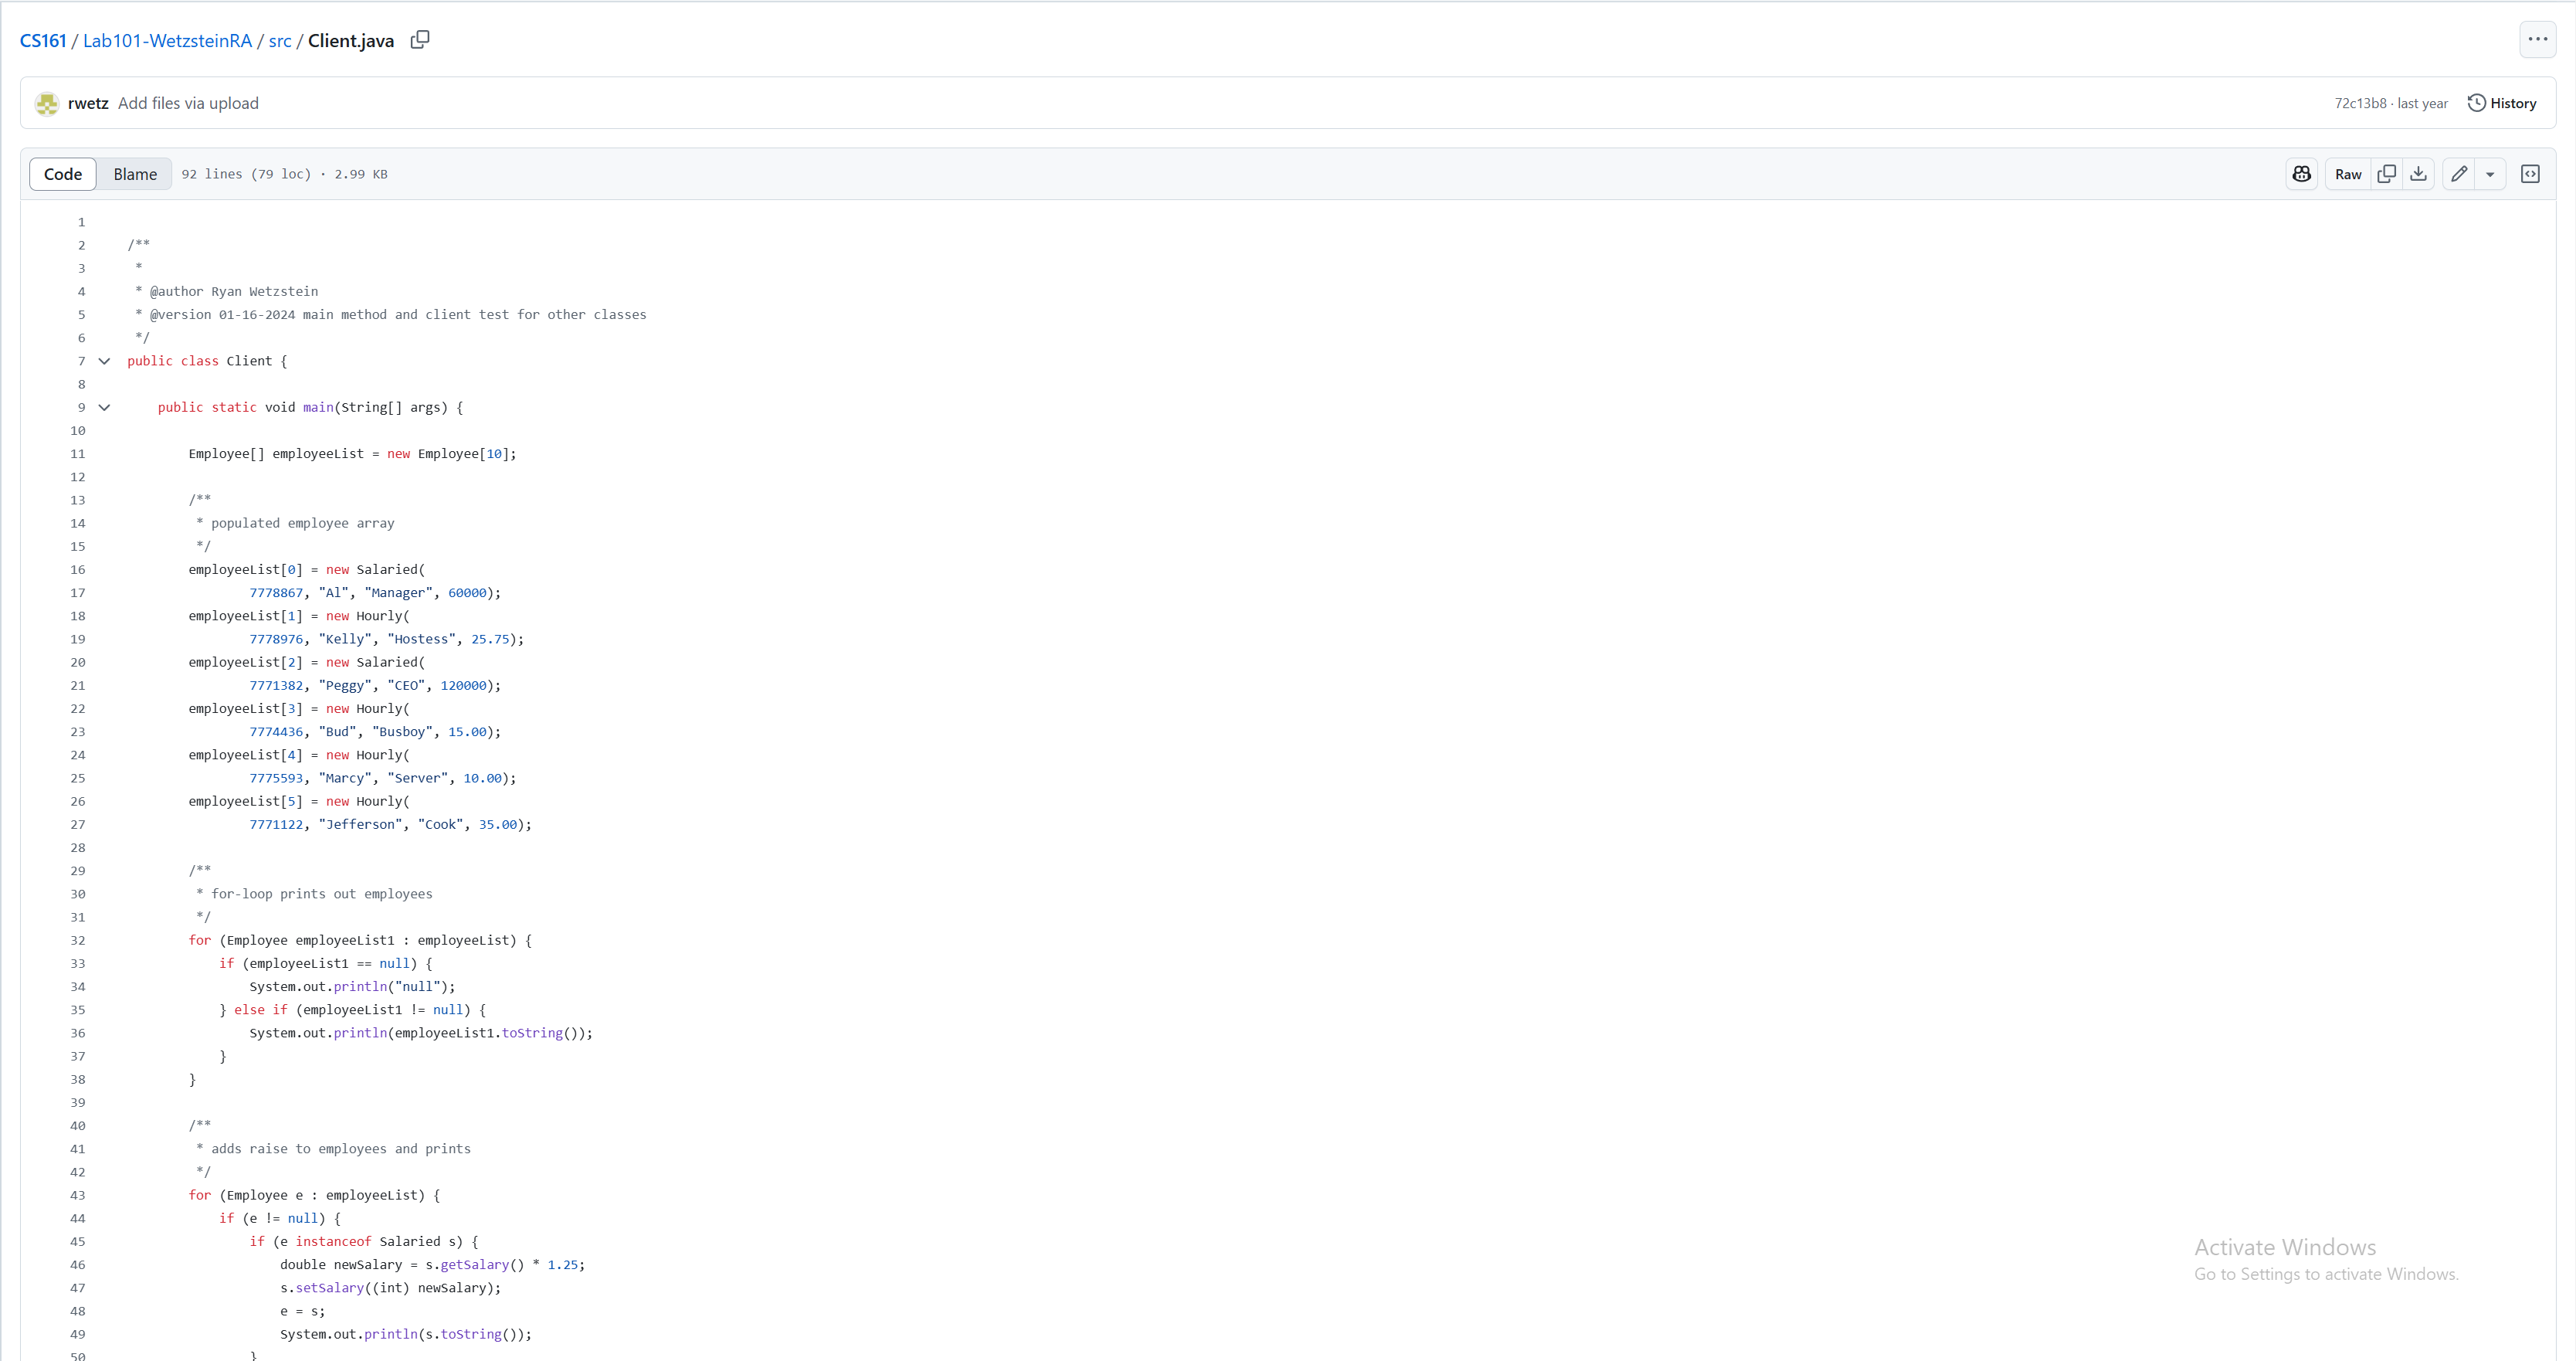 CS161 / Lab101-WetzsteinRA / src / Client.java
rwetz Add files via upload 72c13b8 · last year History
Code Blame 92 lines (79 loc) · 2.99 KB Raw
1
2 /**
3  *
4  * @author Ryan Wetzstein
5  * @version 01-16-2024 main method and client test for other classes
6  */
7 public class Client {
8
9     public static void main(String[] args) {
10
11         Employee[] employeeList = new Employee[10];
12
13         /**
14          * populated employee array
15          */
16         employeeList[0] = new Salaried(
17                 7778867, "Al", "Manager", 60000);
18         employeeList[1] = new Hourly(
19                 7778976, "Kelly", "Hostess", 25.75);
20         employeeList[2] = new Salaried(
21                 7771382, "Peggy", "CEO", 120000);
22         employeeList[3] = new Hourly(
23                 7774436, "Bud", "Busboy", 15.00);
24         employeeList[4] = new Hourly(
25                 7775593, "Marcy", "Server", 10.00);
26         employeeList[5] = new Hourly(
27                 7771122, "Jefferson", "Cook", 35.00);
28
29         /**
30          * for-loop prints out employees
31          */
32         for (Employee employeeList1 : employeeList) {
33             if (employeeList1 == null) {
34                 System.out.println("null");
35             } else if (employeeList1 != null) {
36                 System.out.println(employeeList1.toString());
37             }
38         }
39
40         /**
41          * adds raise to employees and prints
42          */
43         for (Employee e : employeeList) {
44             if (e != null) {
45                 if (e instanceof Salaried s) {
46                     double newSalary = s.getSalary() * 1.25;
47                     s.setSalary((int) newSalary);
48                     e = s;
49                     System.out.println(s.toString());
50                 }
Activate Windows
Go to Settings to activate Windows.